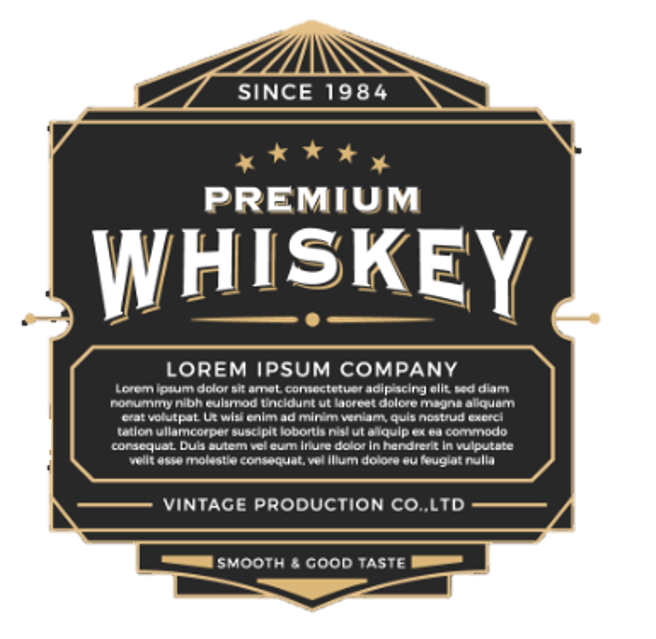 SINCE 1984
PREMIUM
WHISKEY
LOREM IPSUM COMPANY
Lorem ipsum dolor sit amet, consectetuer adipiscing elit, sed diam
nonummy nibh euismod tincidunt ut laoreet dolore magna aliquam
erat volutpat. Ut wisi enim ad minim veniam, quis nostrud exerci
tation ullamcorper suscipit lobortis nisl ut aliquip ex ea commodo
consequat. Duis autem vel eum iriure dolor in hendrerit in vulputate
velit esse molestie consequat, vel illum dolore eu feugiat nulla
VINTAGE PRODUCTION CO.,LTD
SMOOTH & GOOD TASTE